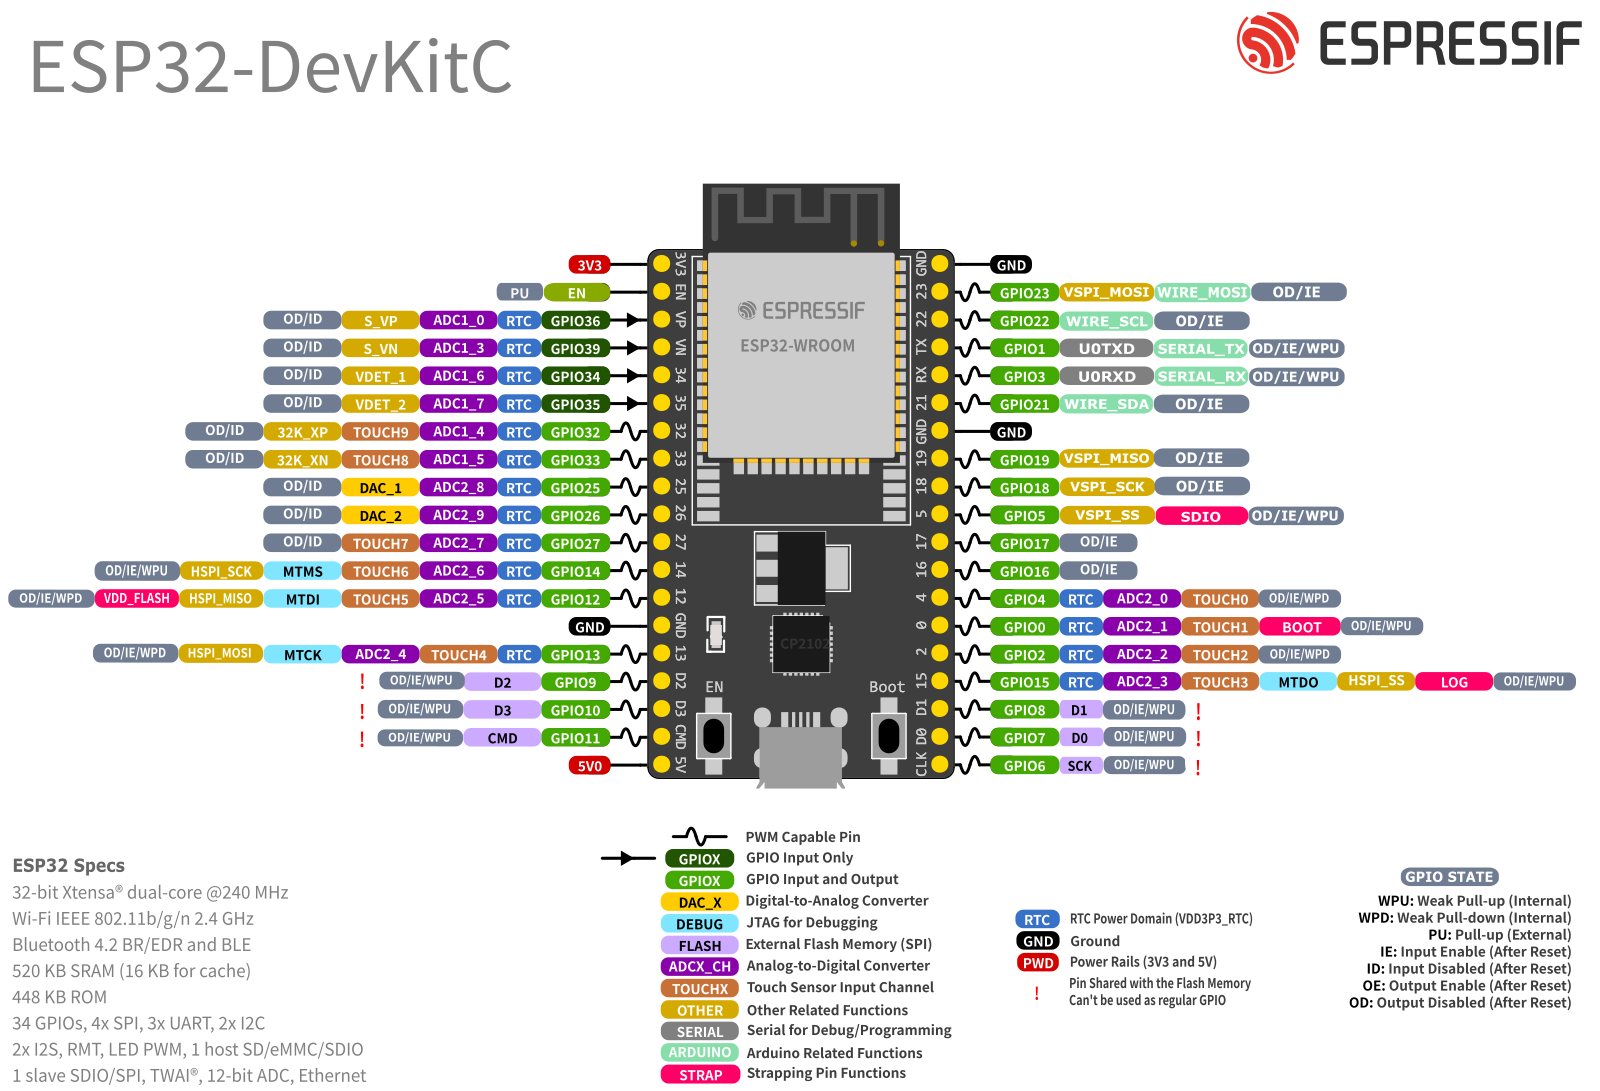 ESP32-DevKitC
ESPRESSIF
3V3
PU EN
OD/ID S_VP ADC1_0 RTC GPIO36
OD/ID S_VN ADC1_3 RTC GPIO39
OD/ID VDET_1 ADC1_6 RTC GPIO34
OD/ID VDET_2 ADC1_7 RTC GPIO35
OD/ID 32K_XP TOUCH9 ADC1_4 RTC GPIO32
OD/ID 32K_XN TOUCH8 ADC1_5 RTC GPIO33
OD/ID DAC_1 ADC2_8 RTC GPIO25
OD/ID DAC_2 ADC2_9 RTC GPIO26
OD/ID TOUCH7 ADC2_7 RTC GPIO27
OD/IE/WPU HSPI_SCK MTMS TOUCH6 ADC2_6 RTC GPIO14
OD/IE/WPD VDD_FLASH HSPI_MISO MTDI TOUCH5 ADC2_5 RTC GPIO12
GND
OD/IE/WPD HSPI_MOSI MTCK ADC2_4 TOUCH4 RTC GPIO13
! OD/IE/WPU D2 GPIO9
! OD/IE/WPU D3 GPIO10
! OD/IE/WPU CMD GPIO11
5V0
3V3
EN
VP
VN
34
35
32
33
25
26
27
14
12
GND
13
D2
D3
CMD
5V
ESPRESSIF
ESP32-WROOM
CP2102
EN
Boot
GND
23
22
TX
RX
21
GND
19
18
5
17
16
4
0
2
15
D1
D0
CLK
GND
GPIO23 VSPI_MOSI WIRE_MOSI OD/IE
GPIO22 WIRE_SCL OD/IE
GPIO1 U0TXD SERIAL_TX OD/IE/WPU
GPIO3 U0RXD SERIAL_RX OD/IE/WPU
GPIO21 WIRE_SDA OD/IE
GND
GPIO19 VSPI_MISO OD/IE
GPIO18 VSPI_SCK OD/IE
GPIO5 VSPI_SS SDIO OD/IE/WPU
GPIO17 OD/IE
GPIO16 OD/IE
GPIO4 RTC ADC2_0 TOUCH0 OD/IE/WPD
GPIO0 RTC ADC2_1 TOUCH1 BOOT OD/IE/WPU
GPIO2 RTC ADC2_2 TOUCH2 OD/IE/WPD
GPIO15 RTC ADC2_3 TOUCH3 MTDO HSPI_SS LOG OD/IE/WPU
GPIO8 D1 OD/IE/WPU !
GPIO7 D0 OD/IE/WPU !
GPIO6 SCK OD/IE/WPU !
ESP32 Specs
32-bit Xtensa® dual-core @240 MHz
Wi-Fi IEEE 802.11b/g/n 2.4 GHz
Bluetooth 4.2 BR/EDR and BLE
520 KB SRAM (16 KB for cache)
448 KB ROM
34 GPIOs, 4x SPI, 3x UART, 2x I2C
2x I2S, RMT, LED PWM, 1 host SD/eMMC/SDIO
1 slave SDIO/SPI, TWAI®, 12-bit ADC, Ethernet
PWM Capable Pin
GPIOX GPIO Input Only
GPIOX GPIO Input and Output
DAC_X Digital-to-Analog Converter
DEBUG JTAG for Debugging
FLASH External Flash Memory (SPI)
ADCX_CH Analog-to-Digital Converter
TOUCHX Touch Sensor Input Channel
OTHER Other Related Functions
SERIAL Serial for Debug/Programming
ARDUINO Arduino Related Functions
STRAP Strapping Pin Functions
RTC RTC Power Domain (VDD3P3_RTC)
GND Ground
PWD Power Rails (3V3 and 5V)
! Pin Shared with the Flash Memory
Can't be used as regular GPIO
GPIO STATE
WPU: Weak Pull-up (Internal)
WPD: Weak Pull-down (Internal)
PU: Pull-up (External)
IE: Input Enable (After Reset)
ID: Input Disabled (After Reset)
OE: Output Enable (After Reset)
OD: Output Disabled (After Reset)